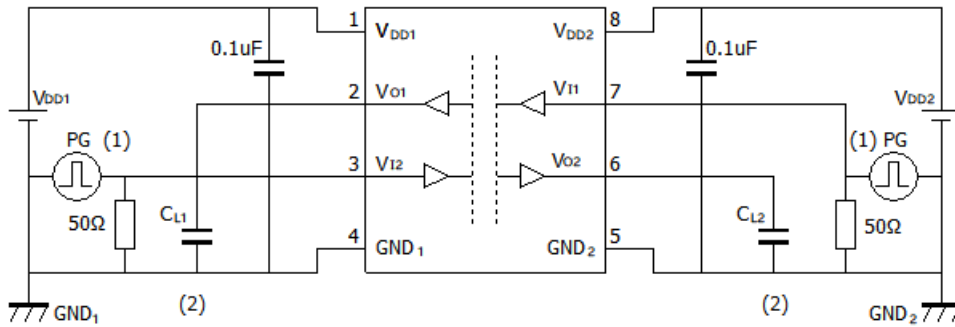 1 VDD1 VDD2 8
0.1uF 0.1uF
VDD1 2 VO1 VI1 7 VDD2
PG (1) 3 VI2 VO2 6 (1) PG
50Ω CL1 CL2 50Ω
4 GND1 GND2 5
GND1 (2) (2) GND2